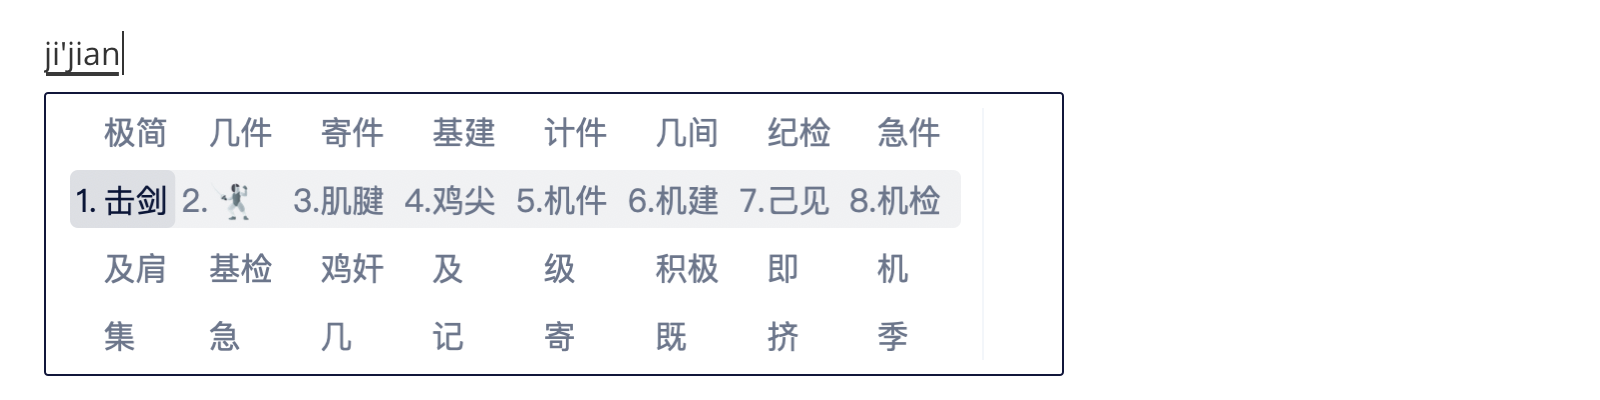 ji'jian
极简 几件 寄件 基建 计件 几间 纪检 急件
1. 击剑 2. 🤺 3.肌腱 4.鸡尖 5.机件 6.机建 7.己见 8.机检
及肩 基检 鸡奸 及 级 积极 即 机
集 急 几 记 寄 既 挤 季